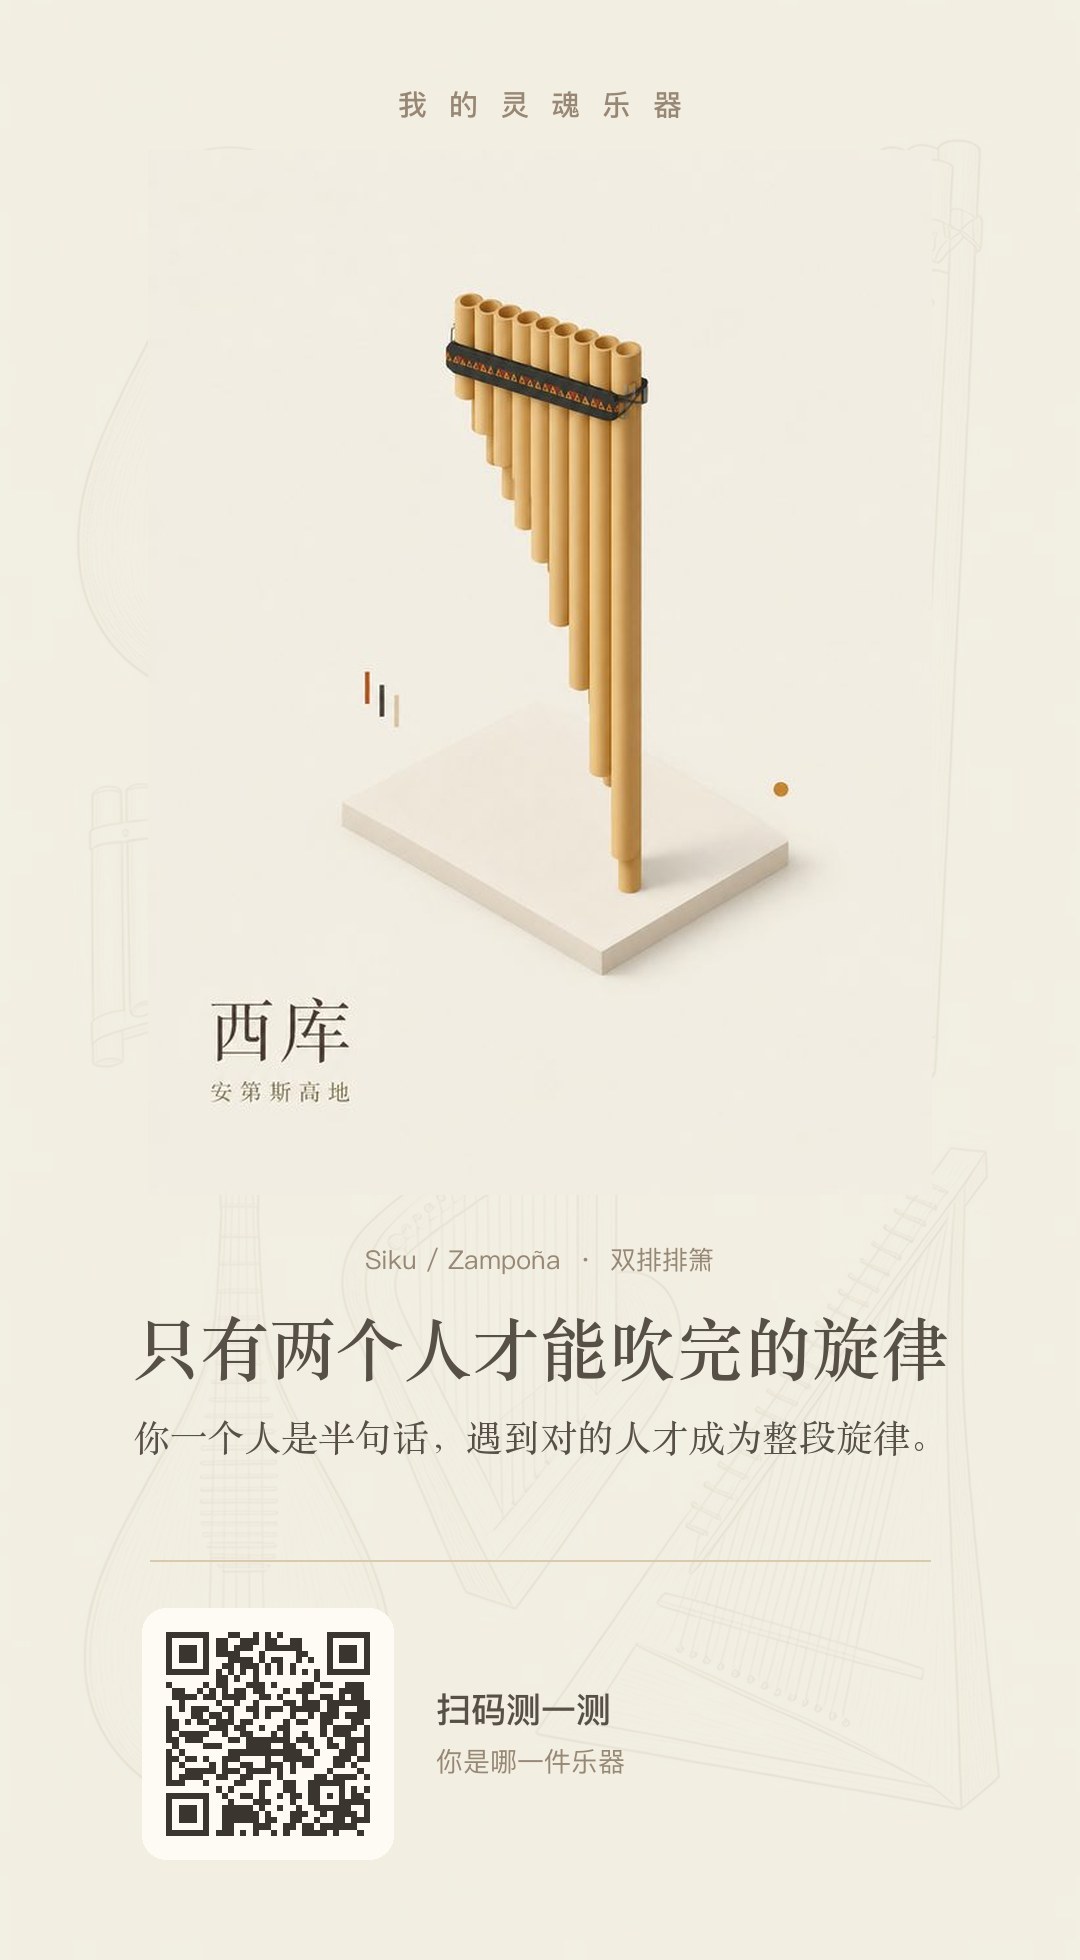 我的灵魂乐器
西库
安第斯高地
Siku / Zampoña · 双排排箫
只有两个人才能吹完的旋律
你一个人是半句话，遇到对的人才成为整段旋律。
扫码测一测
你是哪一件乐器